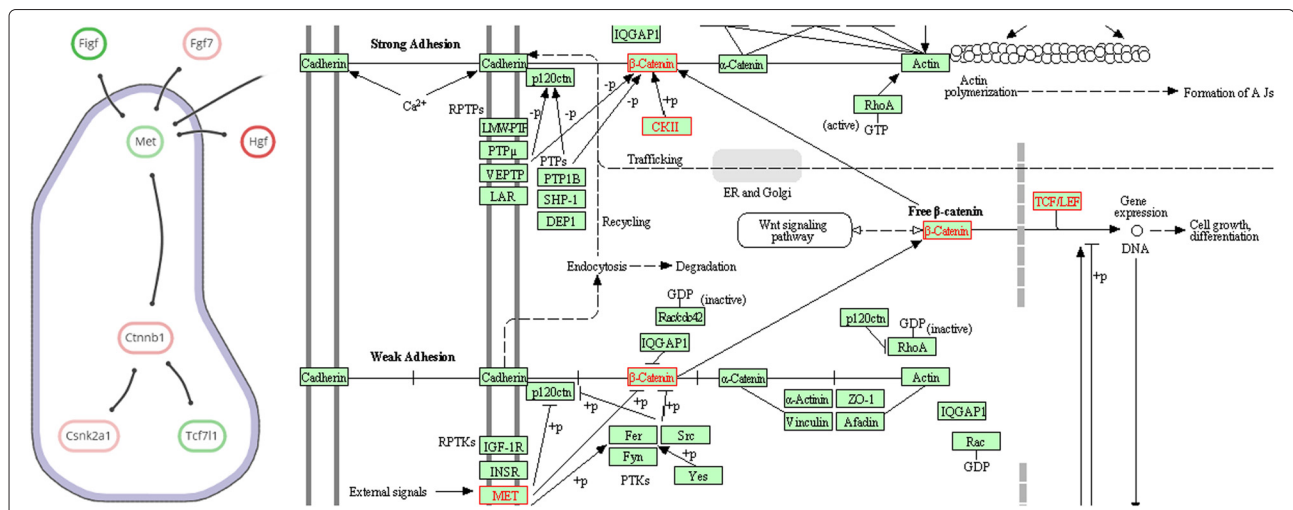 Figf
Fgf7
Met
Hgf
Ctnnb1
Csnk2a1
Tcf7l1
IQGAP1
Strong Adhesion
Cadherin
Cadherin
β-Catenin
α-Catenin
Actin
p120ctn
Actin
polymerization
Formation of A Js
Ca2+
-p
-p
-p
-p
+p
RPTPs
LMW-PTP
CKII
RhoA
(active)
GTP
PTPμ
PTPs
Trafficking
VEPTP
PTP1B
ER and Golgi
LAR
SHP-1
DEP1
Recycling
Wnt signaling
pathway
Free β-catenin
β-Catenin
TCF/LEF
Gene
expression
DNA
Cell growth,
differentiation
Endocytosis
Degradation
+p
GDP
(inactive)
Rac/cdc42
p120ctn
GDP
(inactive)
IQGAP1
RhoA
Weak Adhesion
Cadherin
Cadherin
β-Catenin
α-Catenin
Actin
p120ctn
+p
+p
+p
α-Actinin
ZO-1
Vinculin
Afadin
IQGAP1
RPTKs
IGF-1R
Fer
Src
Rac
GDP
INSR
Fyn
+p
Yes
PTKs
External signals
MET
+p